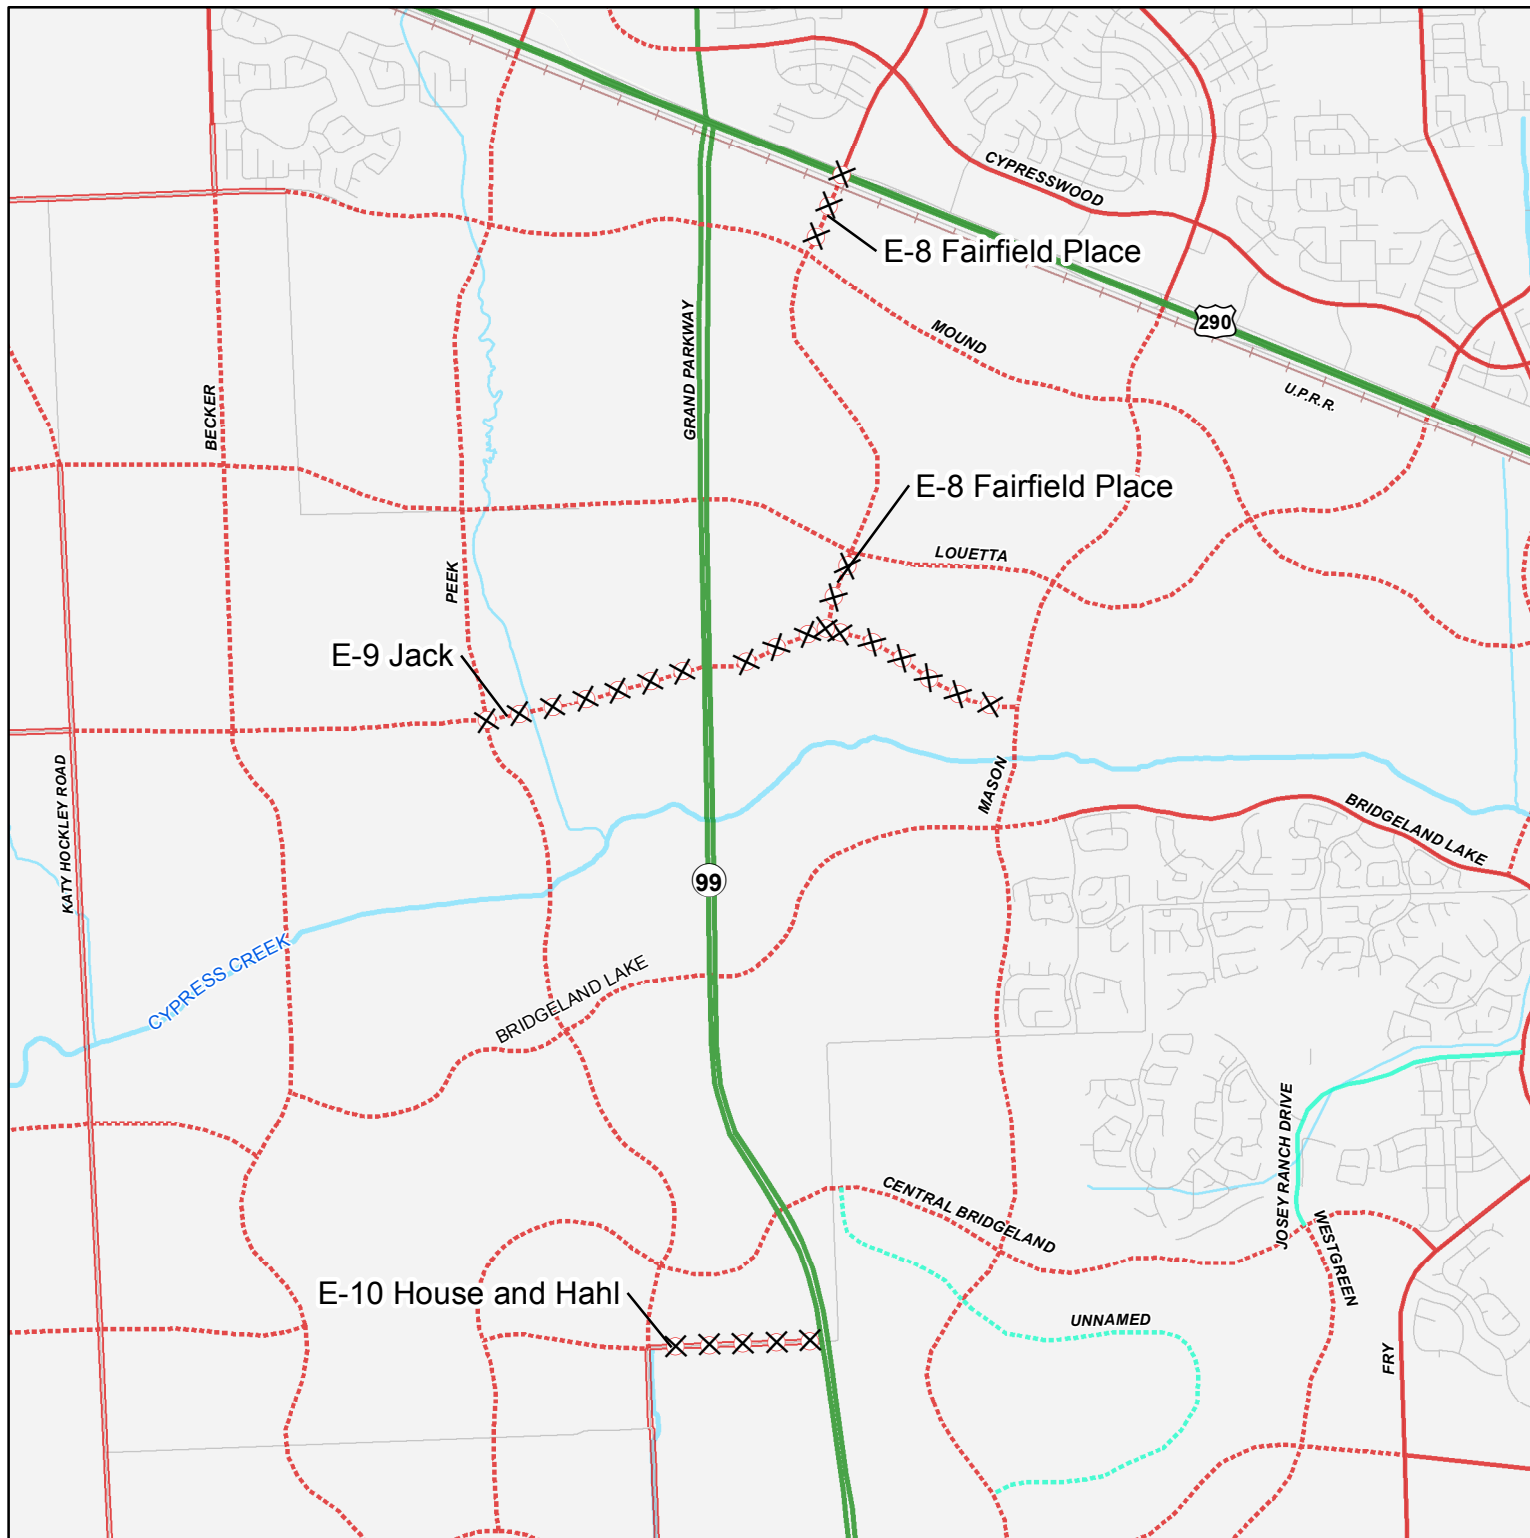 CYPRESSWOOD
E-8 Fairfield Place
290
GRAND PARKWAY
MOUND
U.P.R.R.
BECKER
E-8 Fairfield Place
LOUETTA
PEEK
E-9 Jack
KATY HOCKLEY ROAD
MASON
BRIDGELAND LAKE
99
CYPRESS CREEK
BRIDGELAND LAKE
JOSEY RANCH DRIVE
CENTRAL BRIDGELAND
WESTGREEN
E-10 House and Hahl
UNNAMED
FRY